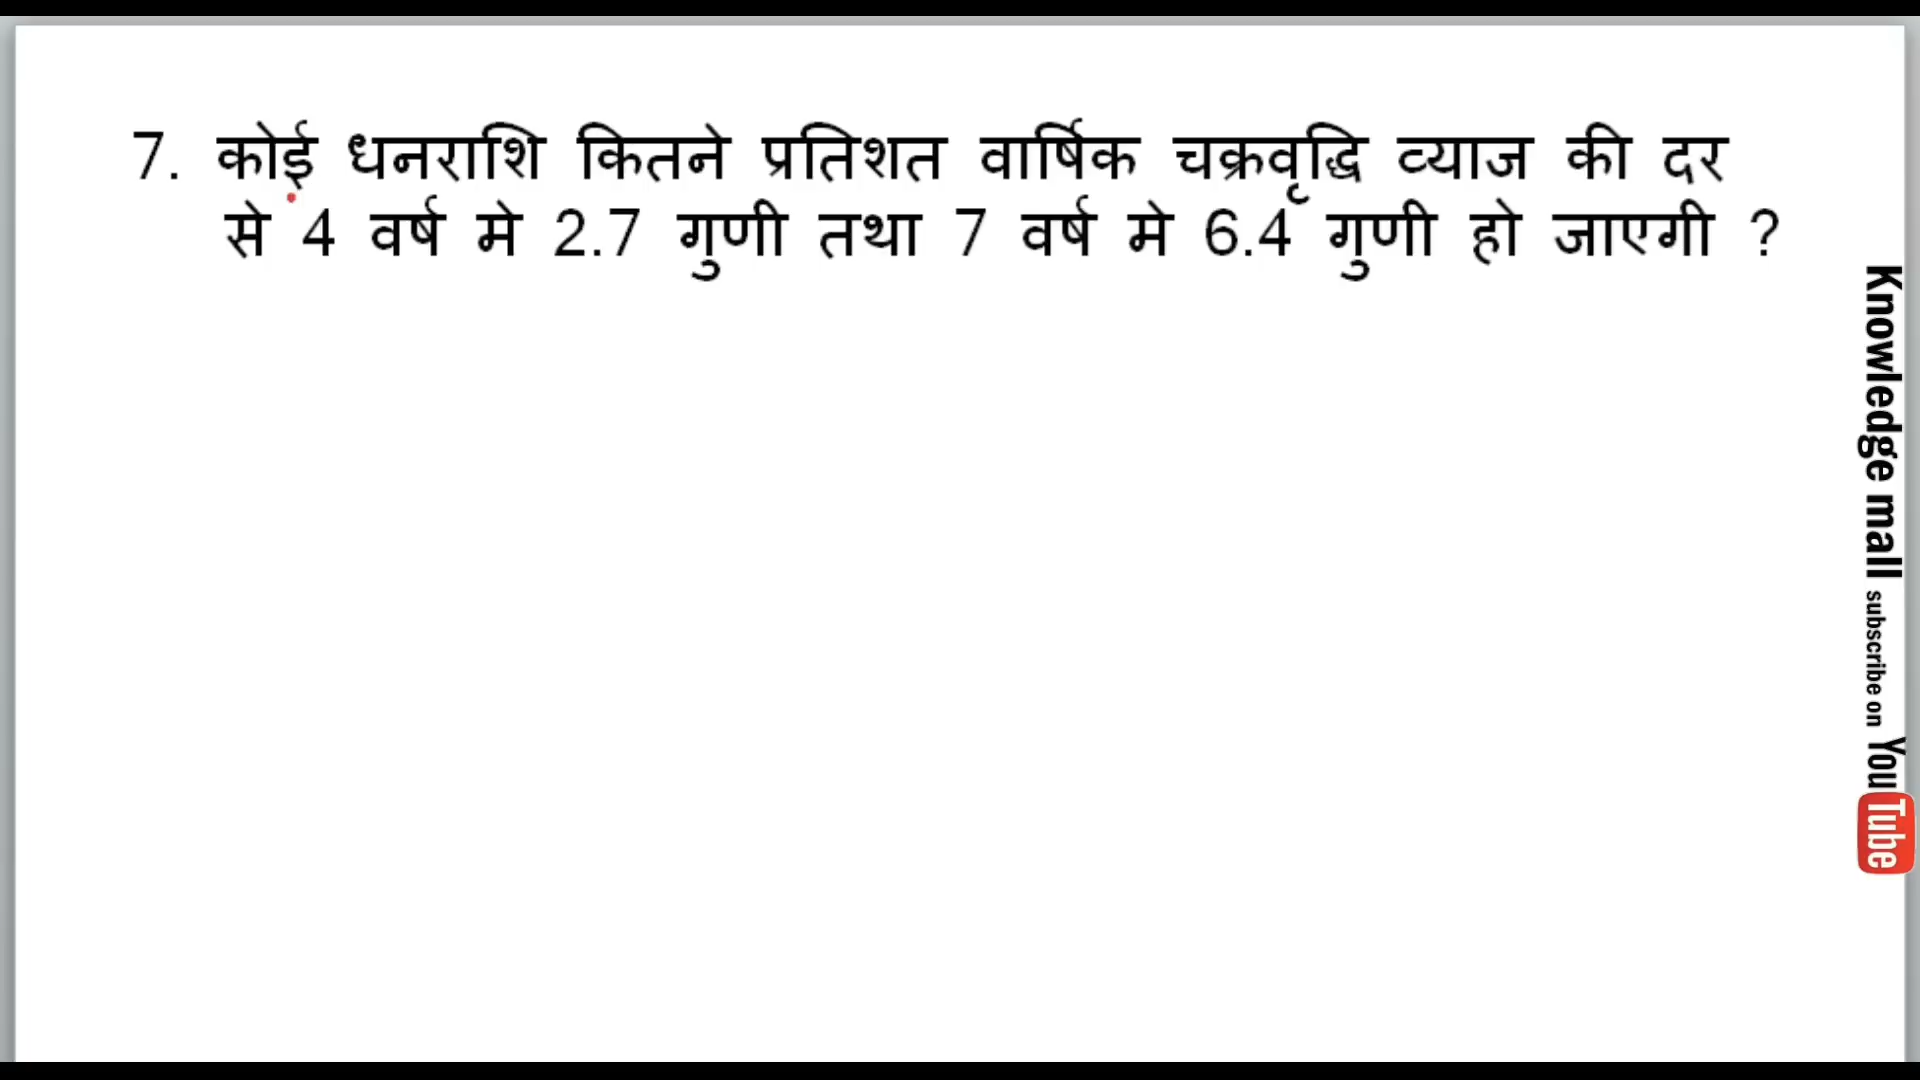 7. कोई धनराशि कितने प्रतिशत वार्षिक चक्रवृद्धि व्याज की दर
से 4 वर्ष मे 2.7 गुणी तथा 7 वर्ष मे 6.4 गुणी हो जाएगी ?
Knowledge mall subscribe on YouTube